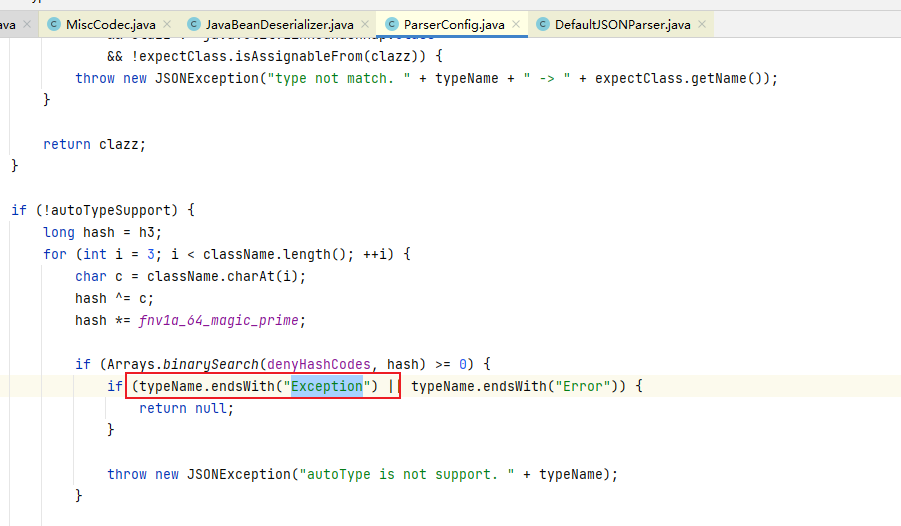 ava MiscCodec.java JavaBeanDeserializer.java ParserConfig.java DefaultJSONParser.java
&& !expectClass.isAssignableFrom(clazz)) {
throw new JSONException("type not match. " + typeName + " -> " + expectClass.getName());
}
return clazz;
}
if (!autoTypeSupport) {
long hash = h3;
for (int i = 3; i < className.length(); ++i) {
char c = className.charAt(i);
hash ^= c;
hash *= fnv1a_64_magic_prime;
if (Arrays.binarySearch(denyHashCodes, hash) >= 0) {
if (typeName.endsWith("Exception") || typeName.endsWith("Error")) {
return null;
}
throw new JSONException("autoType is not support. " + typeName);
}